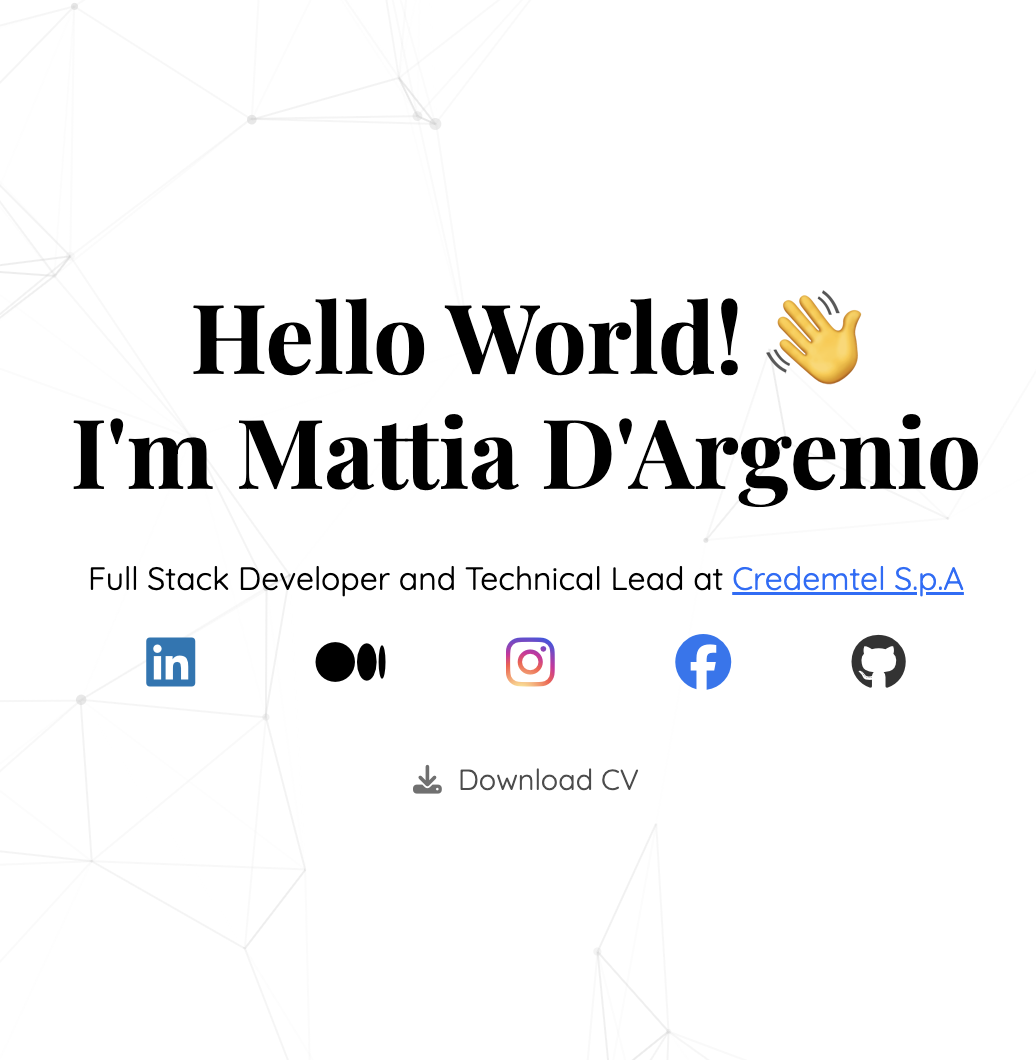 Hello World! 👋
I'm Mattia D'Argenio
Full Stack Developer and Technical Lead at Credemtel S.p.A
in
Download CV